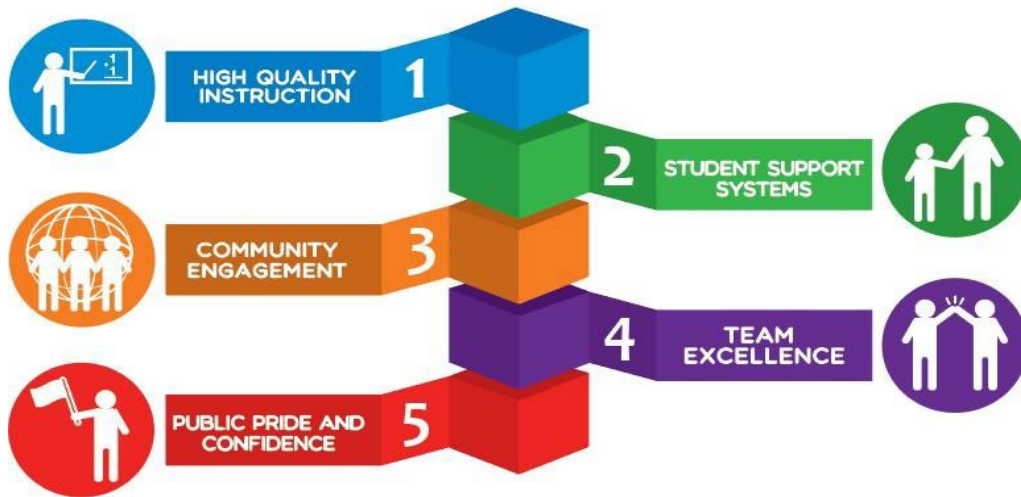 HIGH QUALITY
INSTRUCTION
1
2
STUDENT SUPPORT
SYSTEMS
COMMUNITY
ENGAGEMENT
3
4
TEAM
EXCELLENCE
PUBLIC PRIDE AND
CONFIDENCE
5